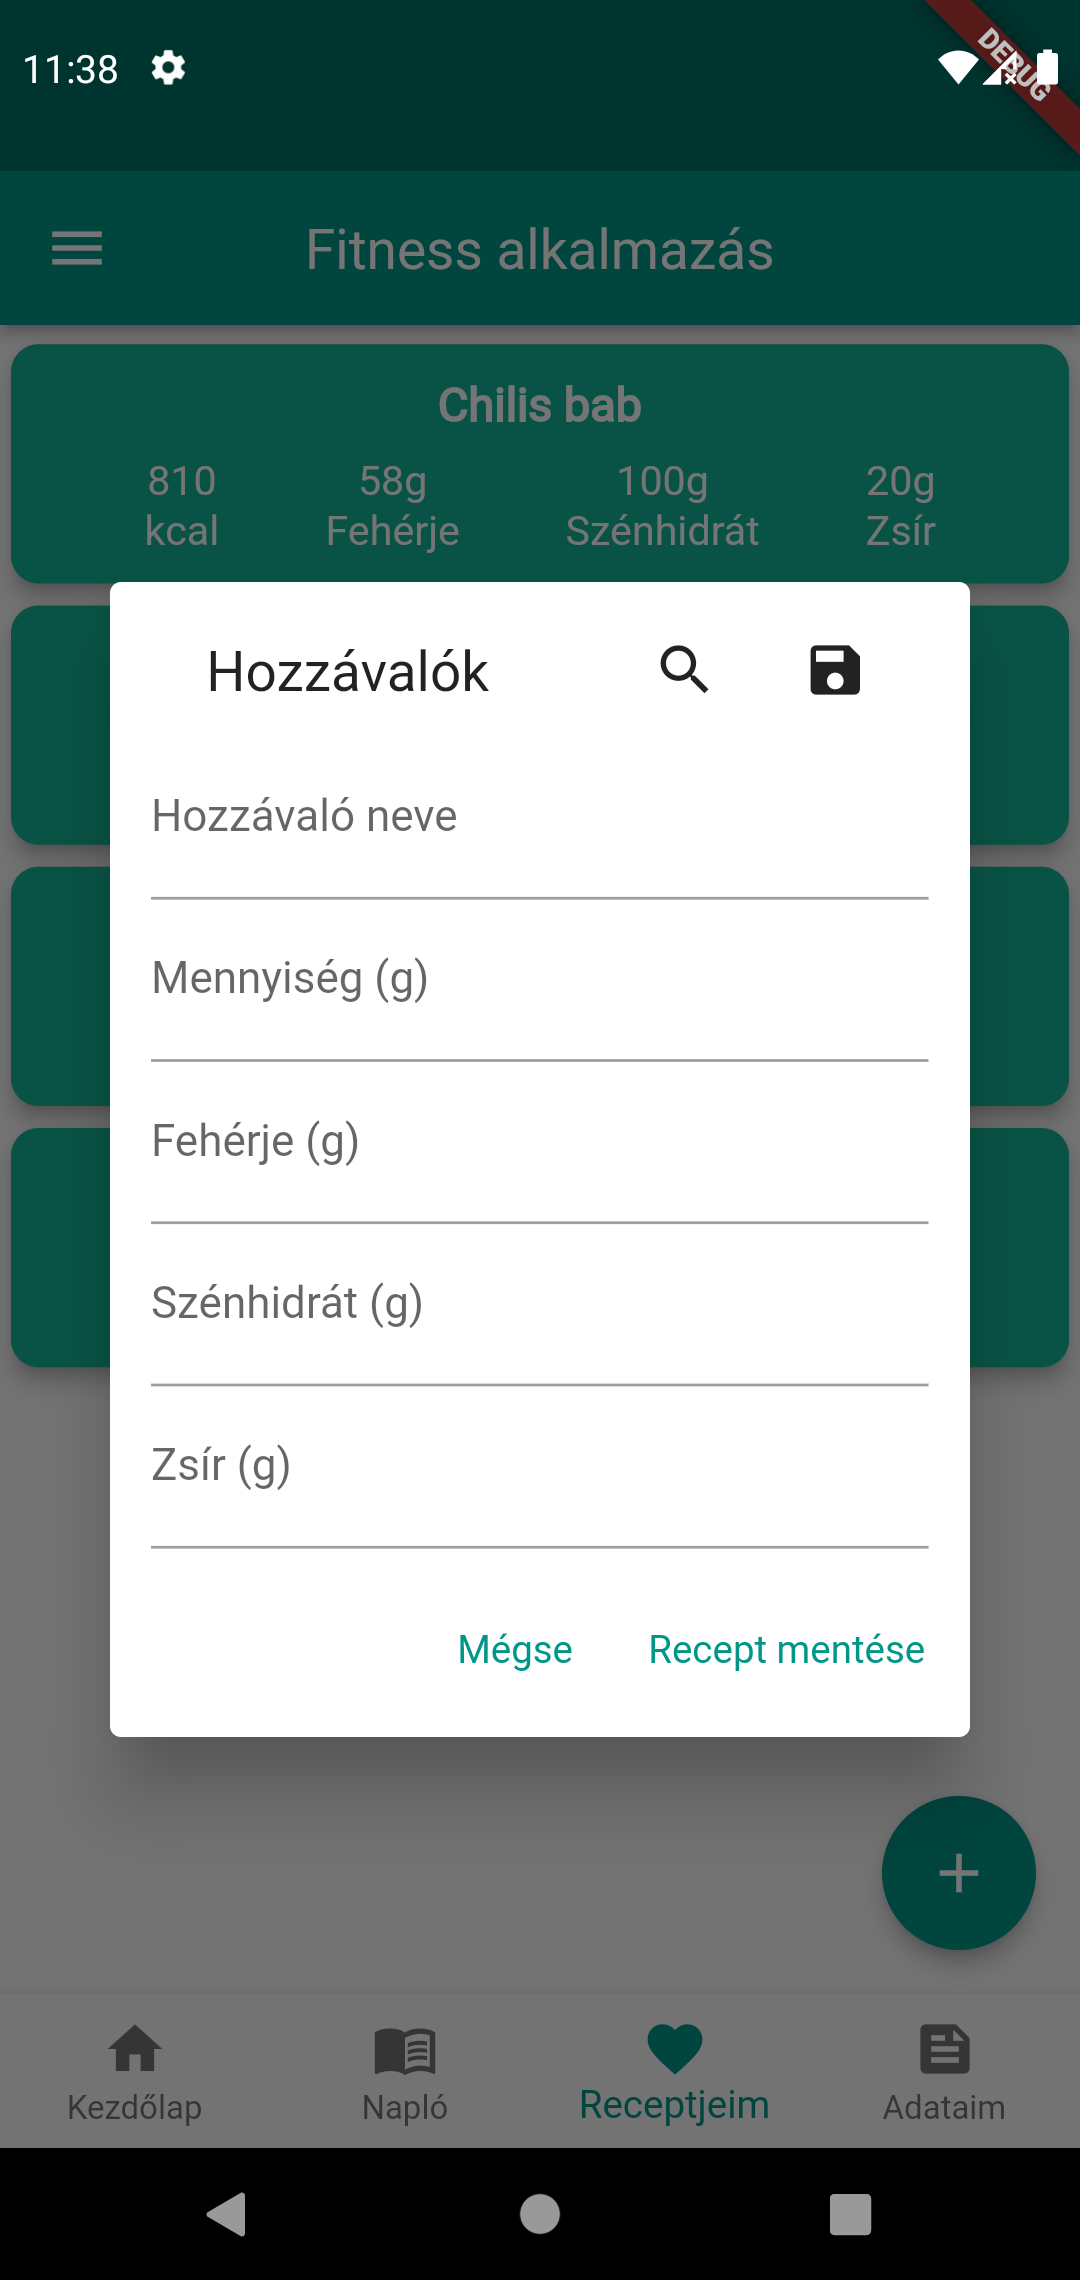 11:38
DEBUG
Fitness alkalmazás
Chilis bab
810 58g 100g 20g
kcal Fehérje Szénhidrát Zsír
Hozzávalók
Hozzávaló neve
Mennyiség (g)
Fehérje (g)
Szénhidrát (g)
Zsír (g)
Mégse Recept mentése
Kezdőlap Napló Receptjeim Adataim